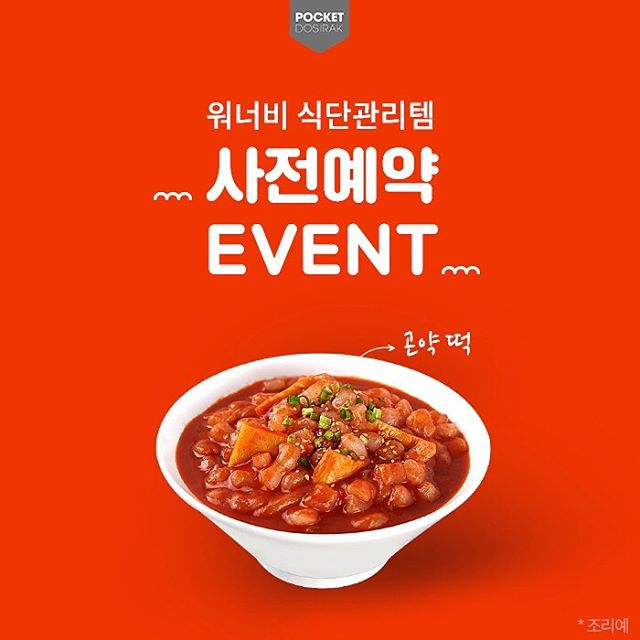 POCKET
DOSIRAK
워너비 식단관리템
사전예약
EVENT
곤약 떡
* 조리예